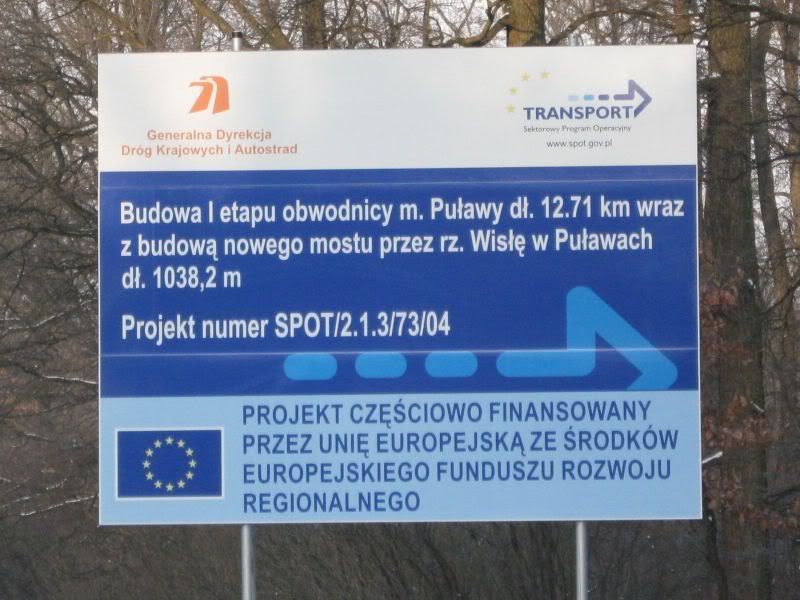 Generalna Dyrekcja
Dróg Krajowych i Autostrad
TRANSPORT
Sektorowy Program Operacyjny
www.spot.gov.pl
Budowa I etapu obwodnicy m. Puławy dł. 12.71 km wraz
z budową nowego mostu przez rz. Wisłę w Puławach
dł. 1038,2 m
Projekt numer SPOT/2.1.3/73/04
PROJEKT CZĘŚCIOWO FINANSOWANY
PRZEZ UNIĘ EUROPEJSKĄ ZE ŚRODKÓW
EUROPEJSKIEGO FUNDUSZU ROZWOJU
REGIONALNEGO